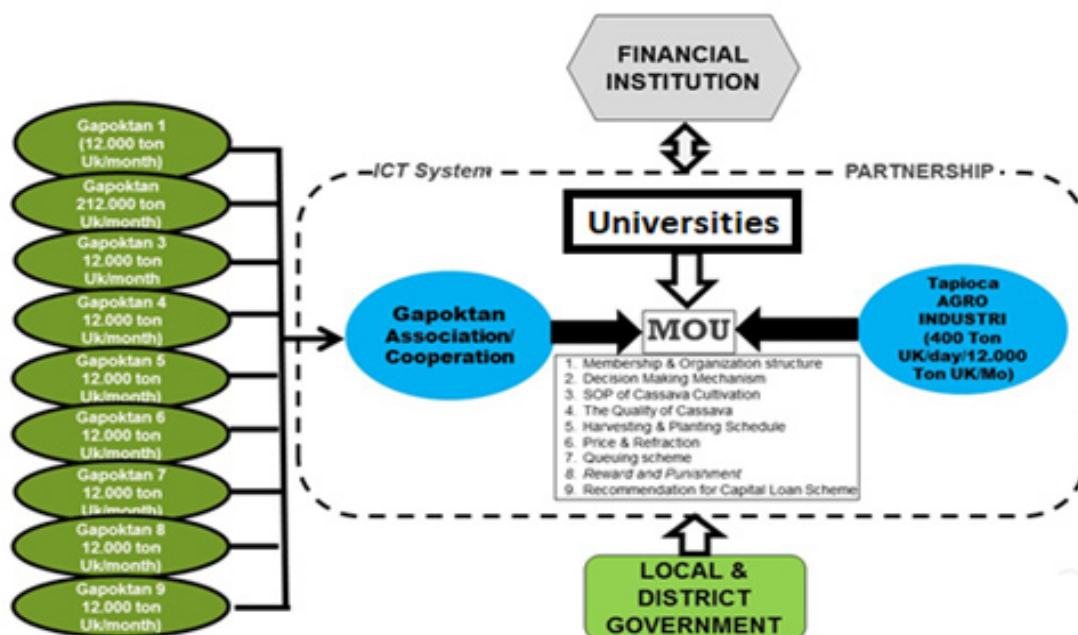 FINANCIAL
INSTITUTION
Gapoktan 1
(12.000 ton
Uk/month)
Gapoktan
212.000 ton
Uk/month)
Gapoktan 3
12.000 ton
Uk/month
Gapoktan 4
12.000 ton
Uk/month)
Gapoktan 5
12.000 ton
Uk/month)
Gapoktan 6
12.000 ton
Uk/month)
Gapoktan 7
12.000 ton
Uk/month)
Gapoktan 8
12.000 ton
Uk/month)
Gapoktan 9
12.000 ton
Uk/month)
ICT System
PARTNERSHIP
Universities
Gapoktan
Association/
Cooperation
MOU
1. Membership & Organization structure
2. Decision Making Mechanism
3. SOP of Cassava Cultivation
4. The Quality of Cassava
5. Harvesting & Planting Schedule
6. Price & Refraction
7. Queuing scheme
8. Reward and Punishment
9. Recommendation for Capital Loan Scheme
Tapioca
AGRO
INDUSTRI
(400 Ton
UK/day/12.000
Ton UK/Mo)
LOCAL &
DISTRICT
GOVERNMENT